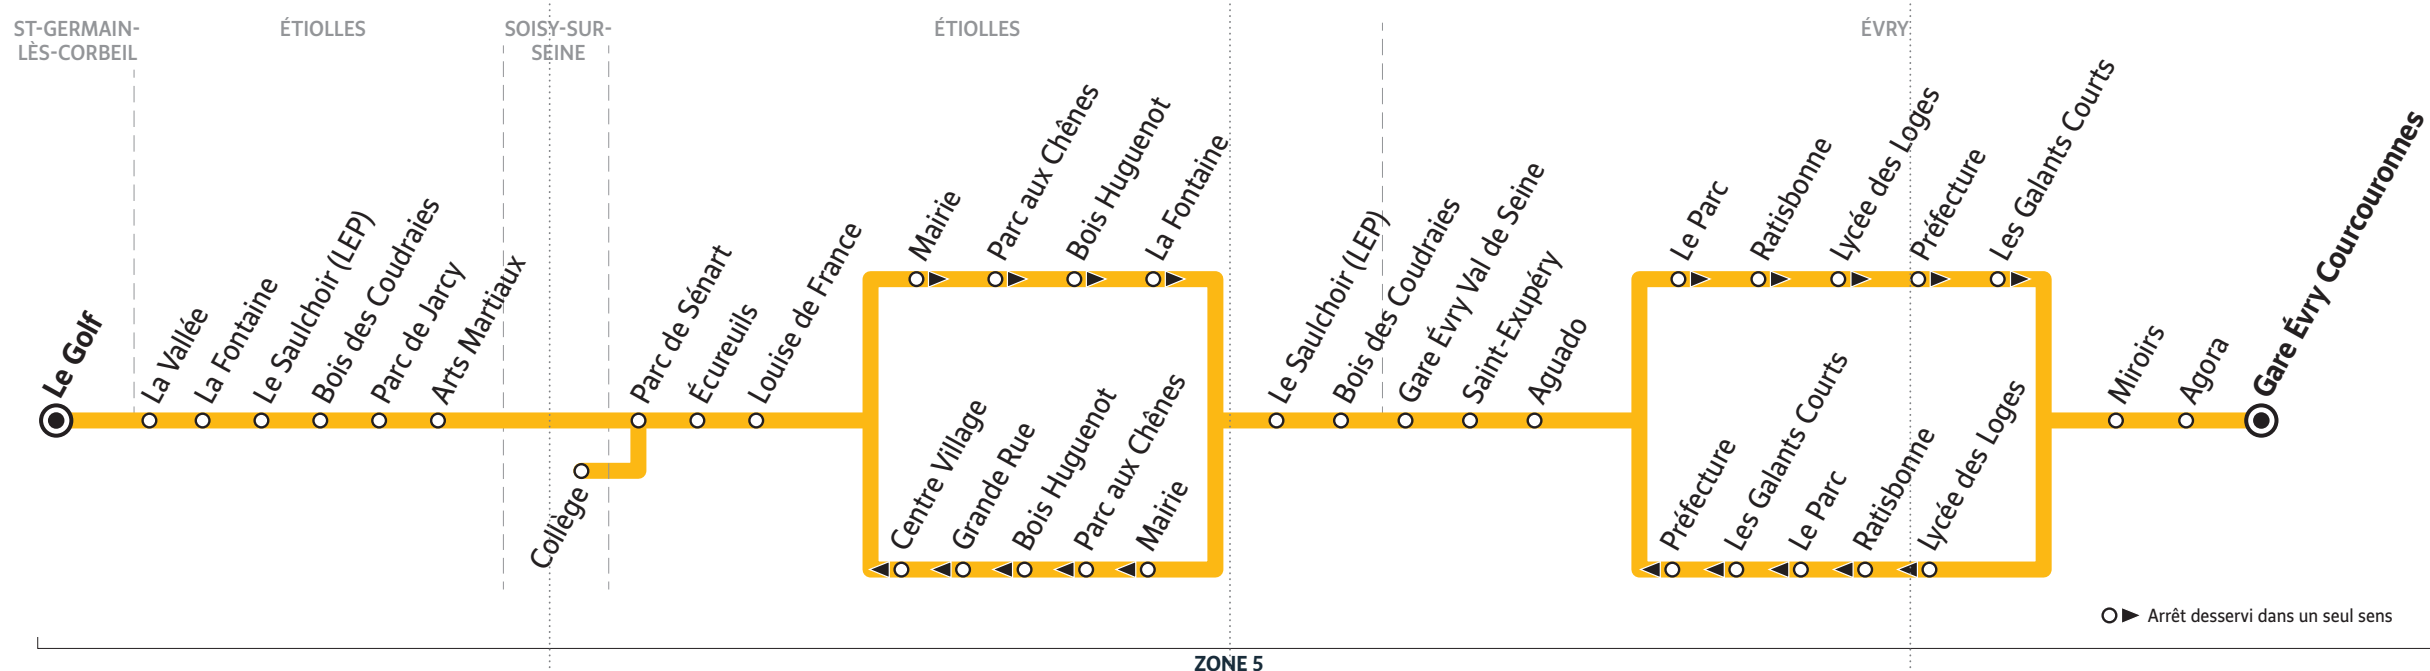 ST-GERMAIN-
LÈS-CORBEIL
ÉTIOLLES
SOISY-SUR-
SEINE
ÉTIOLLES
ÉVRY
Le Golf
La Vallée
La Fontaine
Le Saulchoir (LEP)
Bois des Coudraies
Parc de Jarcy
Arts Martiaux
Collège
Parc de Sénart
Écureuils
Louise de France
Mairie
Parc aux Chênes
Bois Huguenot
La Fontaine
Centre Village
Grande Rue
Bois Huguenot
Parc aux Chênes
Mairie
Le Saulchoir (LEP)
Bois des Coudraies
Gare Évry Val de Seine
Saint-Exupéry
Aguado
Le Parc
Ratisbonne
Lycée des Loges
Préfecture
Les Galants Courts
Préfecture
Les Galants Courts
Le Parc
Ratisbonne
Lycée des Loges
Miroirs
Agora
Gare Évry Courcouronnes
Arrêt desservi dans un seul sens
ZONE 5